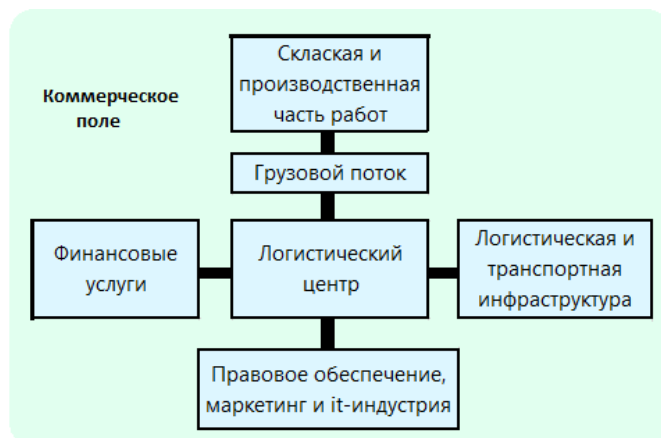 Склаская и
производственная
часть работ
Коммерческое
поле
Грузовой поток
Финансовые
услуги
Логистический
центр
Логистическая и
транспортная
инфраструктура
Правовое обеспечение,
маркетинг и it-индустрия